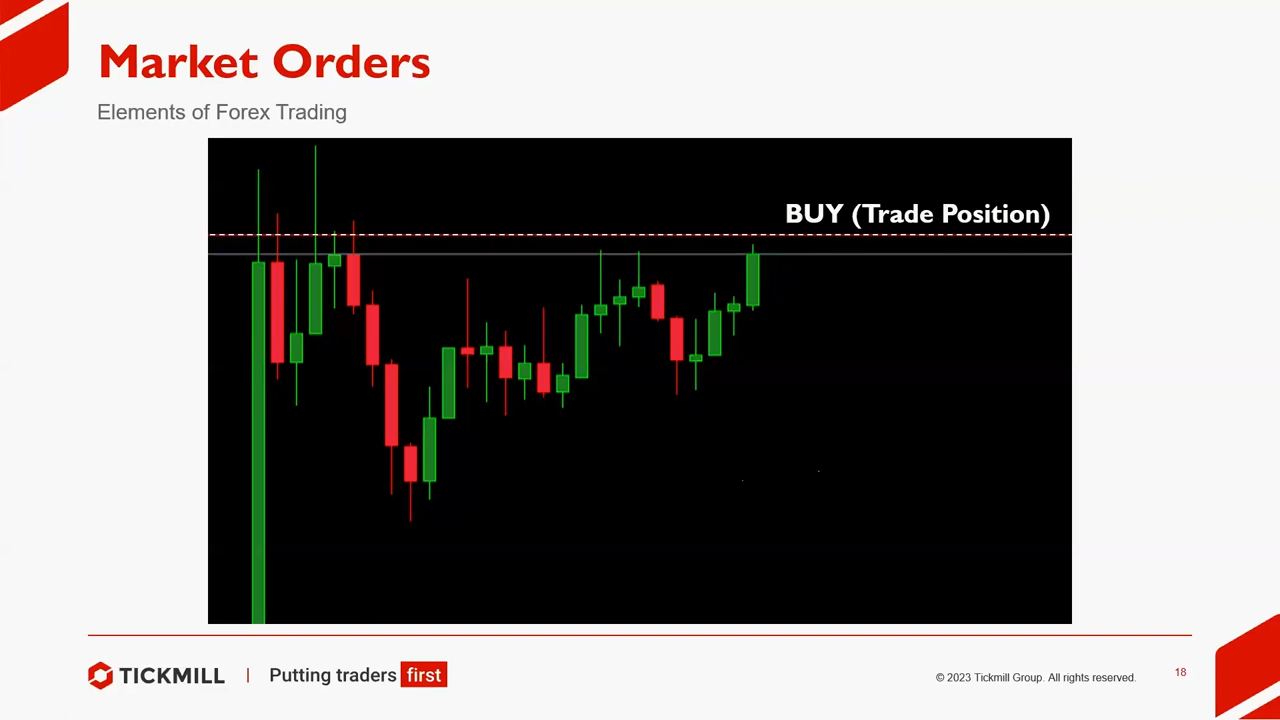 Market Orders
Elements of Forex Trading
BUY (Trade Position)
TICKMILL | Putting traders first
© 2023 Tickmill Group. All rights reserved.
18